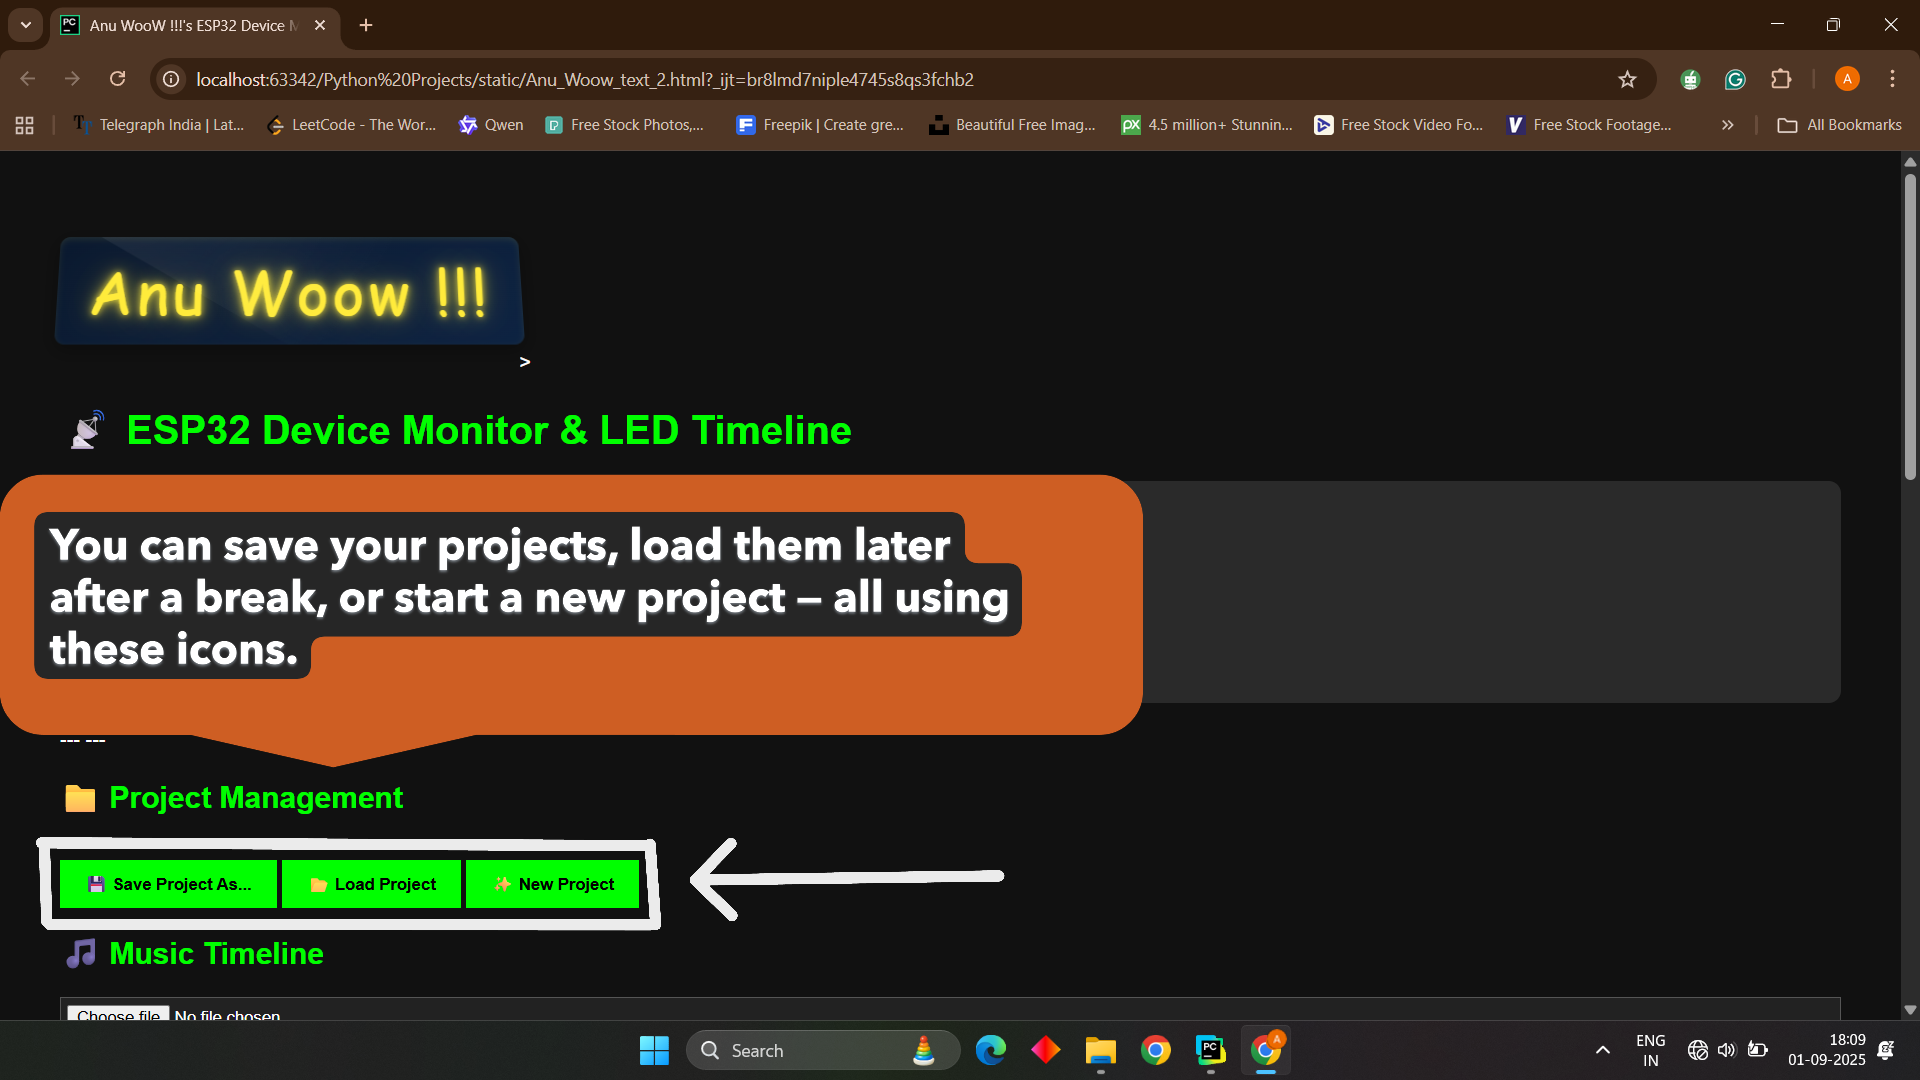 PC
Anu WooW !!!'s ESP32 Device M
localhost:63342/Python%20Projects/static/Anu_Woow_text_2.html?_ijt=br8lmd7niple4745s8qs3fchb2
A
Telegraph India | Lat...
LeetCode - The Wor...
Qwen
Free Stock Photos,...
Freepik | Create gre...
Beautiful Free Imag...
4.5 million+ Stunnin...
Free Stock Video Fo...
Free Stock Footage...
All Bookmarks
Anu Woow !!!
>
ESP32 Device Monitor & LED Timeline
You can save your projects, load them later
after a break, or start a new project – all using
these icons.
--- ---
Project Management
Save Project As...
Load Project
New Project
Music Timeline
Choose file No file chosen
Search
PC
A
ENG
IN
18:09
01-09-2025